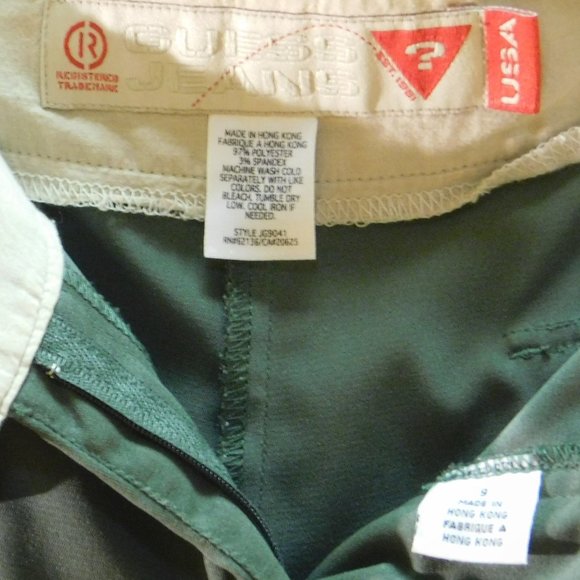 R
REGISTERED
TRADEMARK
GUESS
JEANS
?
EST. 1981
USA
MADE IN HONG KONG
FABRIQUE A HONG KONG
97% POLYESTER
3% SPANDEX
MACHINE WASH COLD
SEPARATELY WITH LIKE
COLORS, DO NOT
BLEACH, TUMBLE DRY
LOW, COOL IRON IF
NEEDED.
STYLE JG9041
RN#62136/CA#20625
9
MADE IN
HONG KONG
FABRIQUE A
HONG KONG